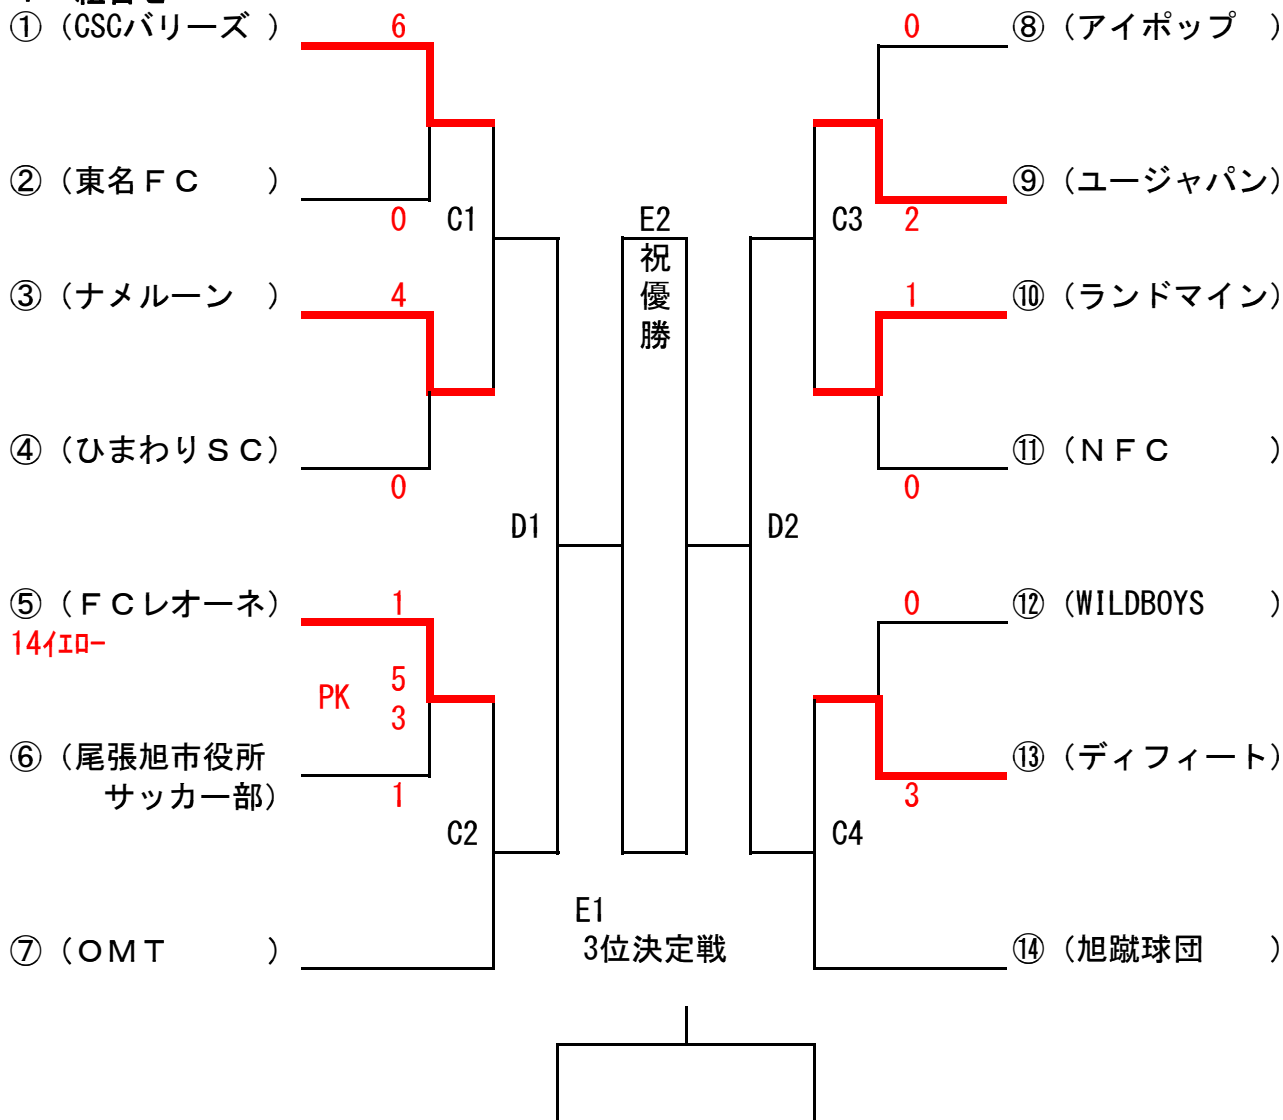 ① (CSCバリーズ )
6
② (東名ＦＣ )
0
C1
③ (ナメルーン )
4
④ (ひまわりＳＣ)
0
D1
⑤ (ＦＣレオーネ)
1
14イエロー
PK
5
3
⑥ (尾張旭市役所
サッカー部)
1
C2
⑦ (ＯＭＴ )
E2
祝
優
勝
E1
3位決定戦
0
⑧ (アイポップ )
⑨ (ユージャパン)
C3
2
1
⑩ (ランドマイン)
⑪ (ＮＦＣ )
0
D2
0
⑫ (WILDBOYS )
⑬ (ディフィート)
3
C4
⑭ (旭蹴球団 )